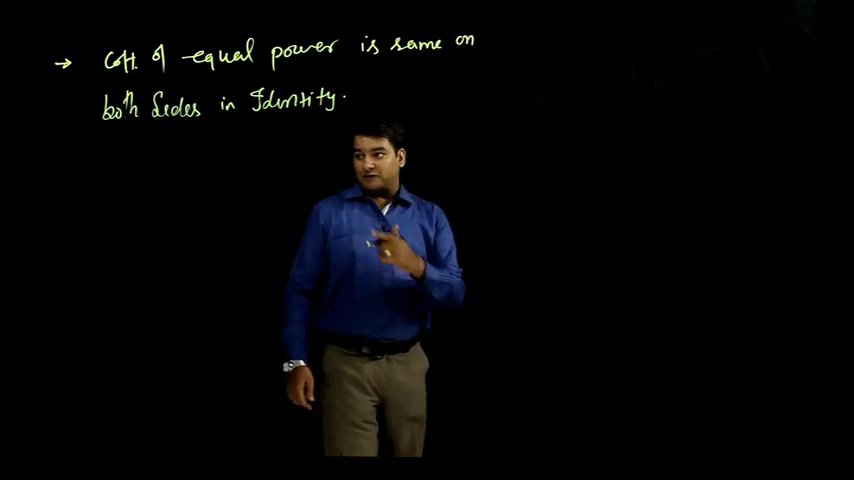 → Coff. of equal power is same on
both sides in Identity.